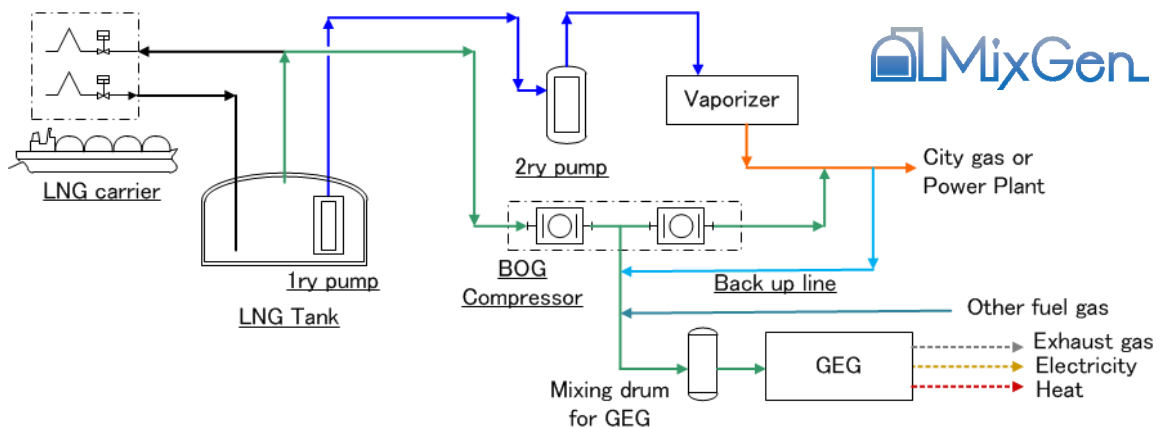 MixGen
Vaporizer
City gas or
Power Plant
2ry pump
LNG carrier
BOG
Compressor
1ry pump
Back up line
LNG Tank
Other fuel gas
Exhaust gas
GEG
Electricity
Heat
Mixing drum
for GEG